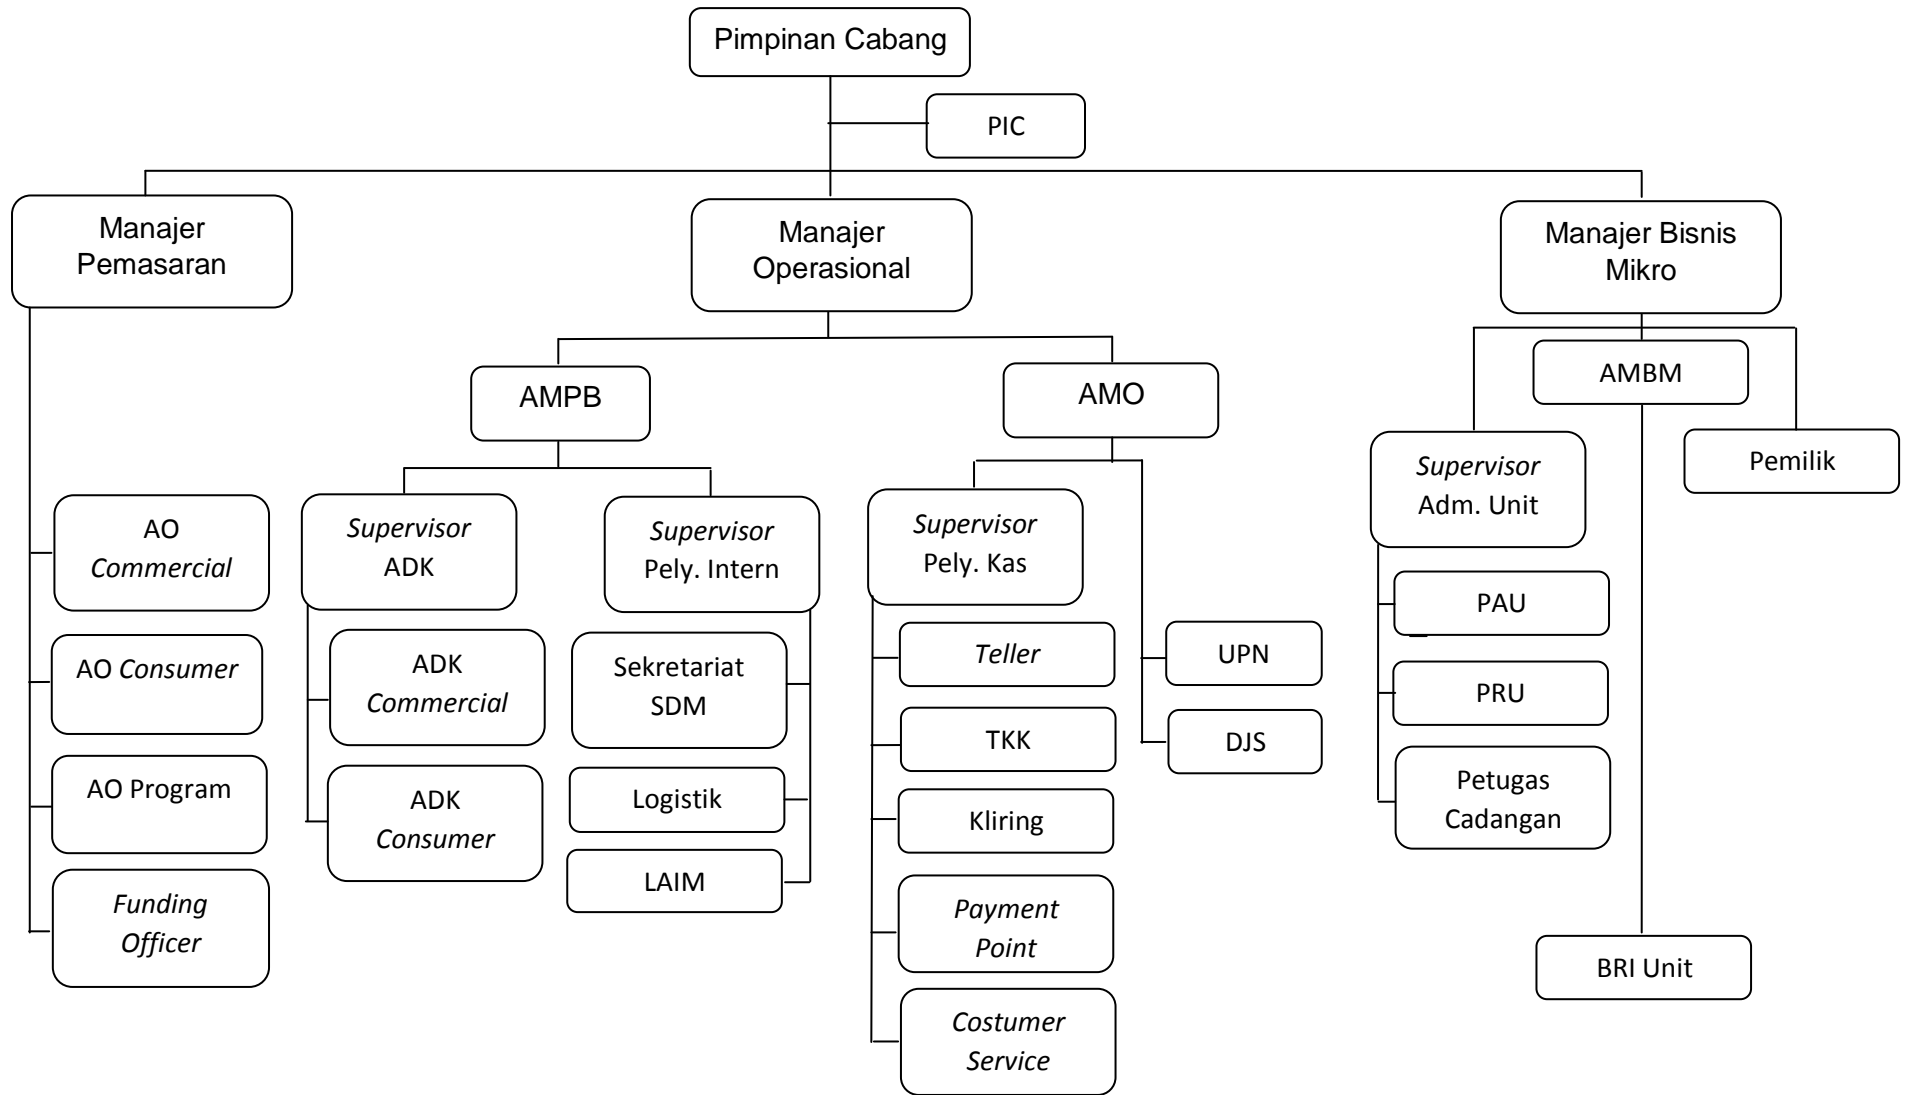 Pimpinan Cabang
PIC
Manajer
Pemasaran
Manajer
Operasional
Manajer Bisnis
Mikro
AMPB
AMO
AMBM
Supervisor
Adm. Unit
Pemilik
AO
Commercial
Supervisor
ADK
Supervisor
Pely. Intern
Supervisor
Pely. Kas
PAU
AO Consumer
ADK
Commercial
Sekretariat
SDM
Teller
UPN
PRU
TKK
DJS
AO Program
ADK
Consumer
Logistik
Kliring
Petugas
Cadangan
LAIM
Funding
Officer
Payment
Point
BRI Unit
Costumer
Service